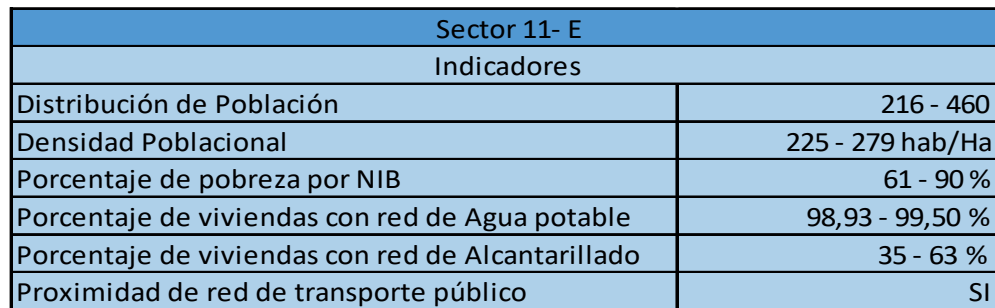 Sector 11- E
Indicadores
Distribución de Población 216 - 460
Densidad Poblacional 225 - 279 hab/Ha
Porcentaje de pobreza por NIB 61 - 90 %
Porcentaje de viviendas con red de Agua potable 98,93 - 99,50 %
Porcentaje de viviendas con red de Alcantarillado 35 - 63 %
Proximidad de red de transporte público SI